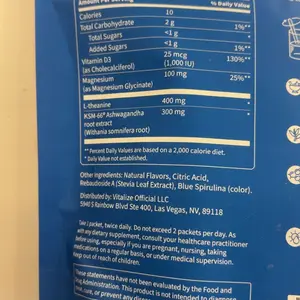 Amount Per Serving % Daily Value
Calories 10
Total Carbohydrate 2 g 1%**
Total Sugars <1 g *
Added Sugars <1 g 1%**
Vitamin D3 25 mcg 130%**
(as Cholecalciferol) (1,000 IU)
Magnesium 100 mg 25%**
(as Magnesium Glycinate)
L-theanine 400 mg *
KSM-66® Ashwagandha 300 mg *
root extract
(Withania somnifera root)
** Percent Daily Values are based on a 2,000 calorie diet.
* Daily Value not established.
Other ingredients: Natural Flavors, Citric Acid,
Rebaudioside A (Stevia Leaf Extract), Blue Spirulina (color).
Distributed by: Vitalize Official LLC
5940 S Rainbow Blvd Ste 400, Las Vegas, NV, 89118
Take 1 packet, twice daily. Do not exceed 2 packets per day. As
with any dietary supplement, consult your healthcare practitioner
before using, especially if you are pregnant, nursing, taking
medications on a regular basis, or under medical supervision.
Keep out of reach of children.
These statements have not been evaluated by the Food and
Drug Administration. This product is not intended to diagnose,
cure, or prevent any